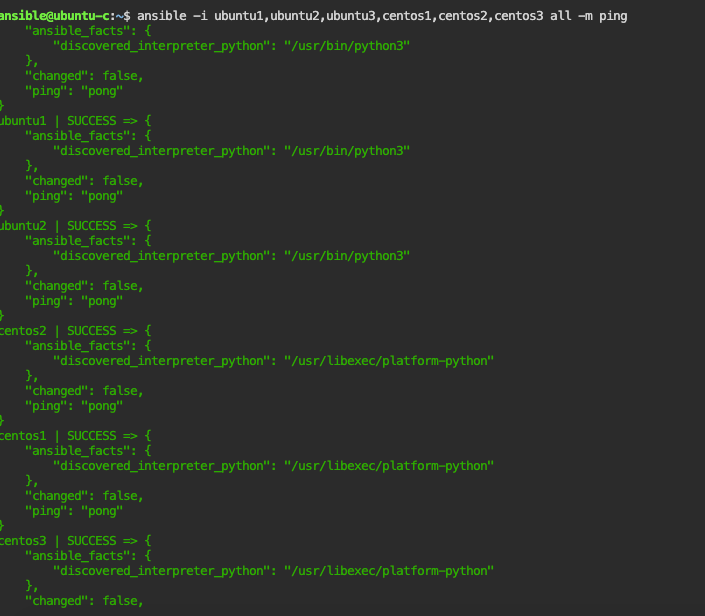 ansible@ubuntu-c:~$ ansible -i ubuntu1,ubuntu2,ubuntu3,centos1,centos2,centos3 all -m ping
    "ansible_facts": {
        "discovered_interpreter_python": "/usr/bin/python3"
    },
    "changed": false,
    "ping": "pong"
}
ubuntu1 | SUCCESS => {
    "ansible_facts": {
        "discovered_interpreter_python": "/usr/bin/python3"
    },
    "changed": false,
    "ping": "pong"
}
ubuntu2 | SUCCESS => {
    "ansible_facts": {
        "discovered_interpreter_python": "/usr/bin/python3"
    },
    "changed": false,
    "ping": "pong"
}
centos2 | SUCCESS => {
    "ansible_facts": {
        "discovered_interpreter_python": "/usr/libexec/platform-python"
    },
    "changed": false,
    "ping": "pong"
}
centos1 | SUCCESS => {
    "ansible_facts": {
        "discovered_interpreter_python": "/usr/libexec/platform-python"
    },
    "changed": false,
    "ping": "pong"
}
centos3 | SUCCESS => {
    "ansible_facts": {
        "discovered_interpreter_python": "/usr/libexec/platform-python"
    },
    "changed": false,